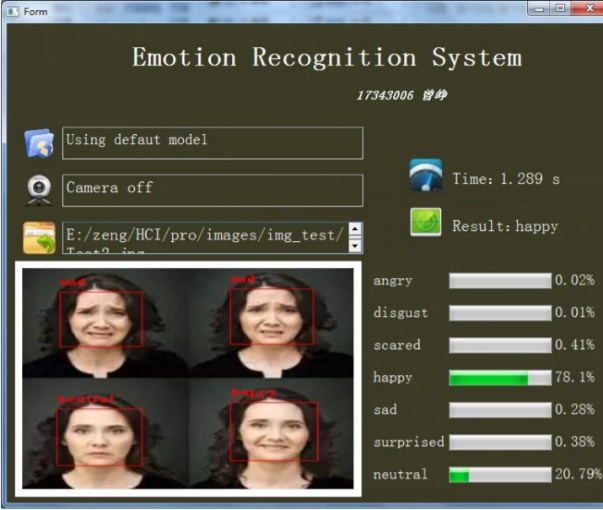 Form
Emotion Recognition System
17343006 曾峥
Using defaut model
Camera off
E:/zeng/HCI/pro/images/img_test/
Test2.jpg
Time: 1.289 s
Result: happy
sad
sad
neutral
happy
angry 0.02%
disgust 0.01%
scared 0.41%
happy 78.1%
sad 0.28%
surprised 0.38%
neutral 20.79%